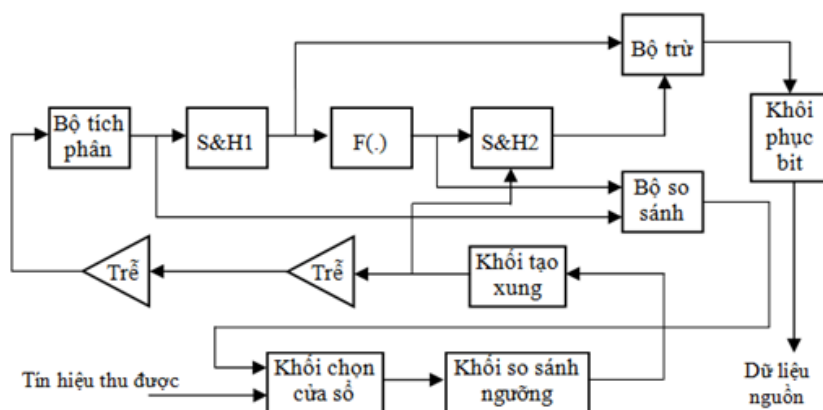 Bộ trừ
Bộ tích
phân
S&H1
F(.)
S&H2
Khôi
phục
bit
Bộ so
sánh
Trễ
Trễ
Khối tạo
xung
Tín hiệu thu được
Khối chọn
cửa sổ
Khối so sánh
ngưỡng
Dữ liệu
nguồn